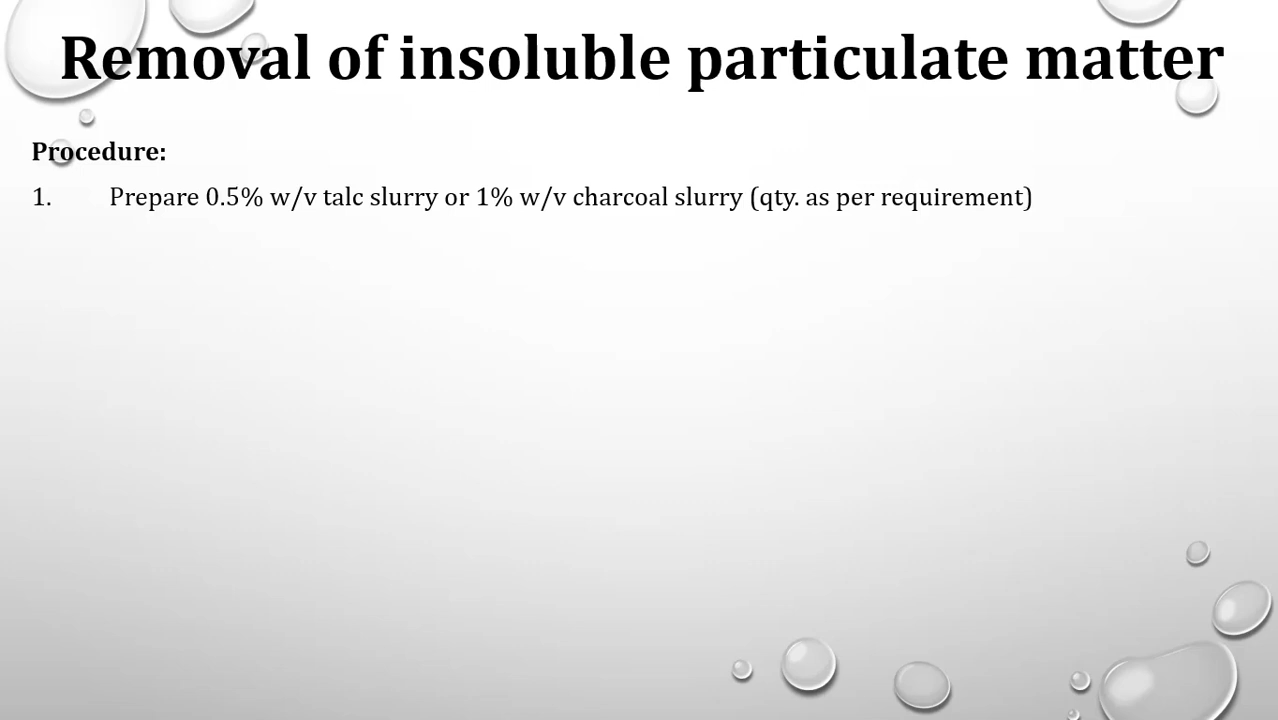 Removal of insoluble particulate matter
Procedure:
1. Prepare 0.5% w/v talc slurry or 1% w/v charcoal slurry (qty. as per requirement)